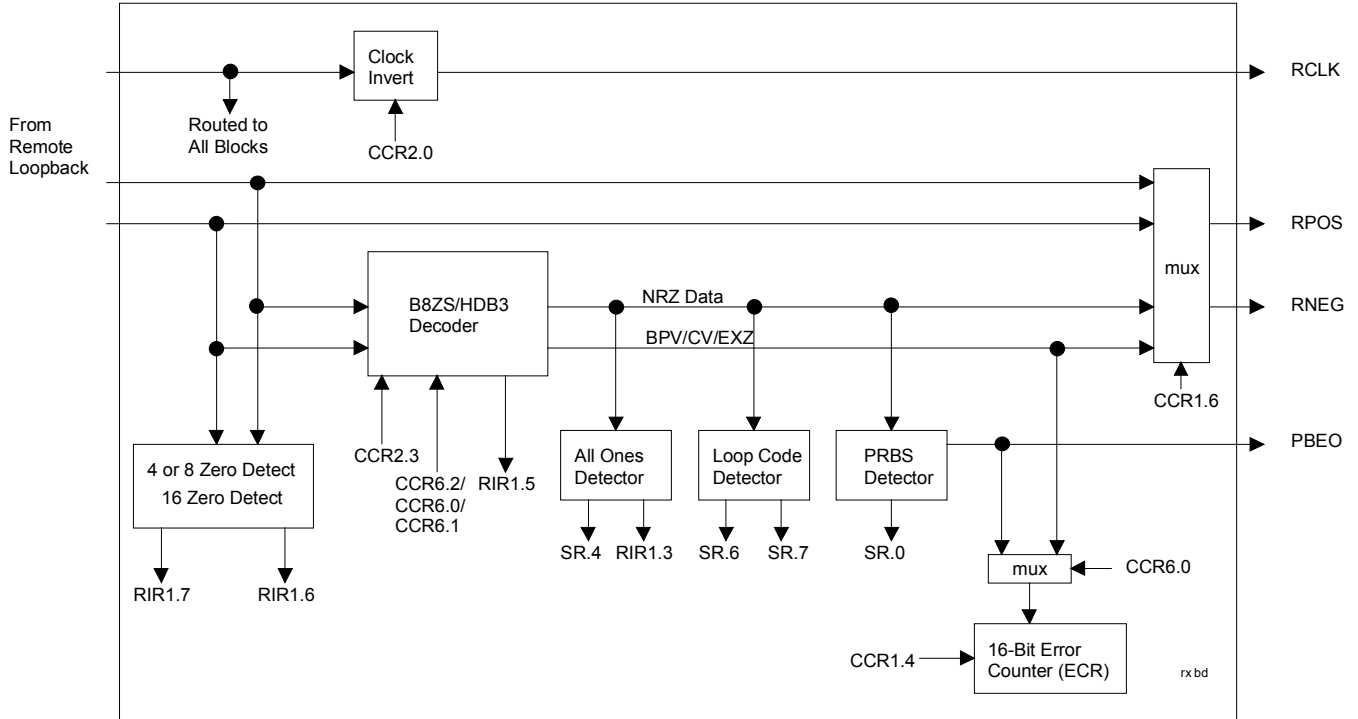 Clock
Invert
RCLK
From
Remote
Loopback
Routed to
All Blocks
CCR2.0
RPOS
mux
B8ZS/HDB3
Decoder
NRZ Data
RNEG
BPV/CV/EXZ
CCR1.6
4 or 8 Zero Detect
16 Zero Detect
CCR2.3
CCR6.2/
CCR6.0/
CCR6.1
RIR1.5
All Ones
Detector
Loop Code
Detector
PRBS
Detector
PBEO
SR.4
RIR1.3
SR.6
SR.7
SR.0
RIR1.7
RIR1.6
mux
CCR6.0
CCR1.4
16-Bit Error
Counter (ECR)
rx bd